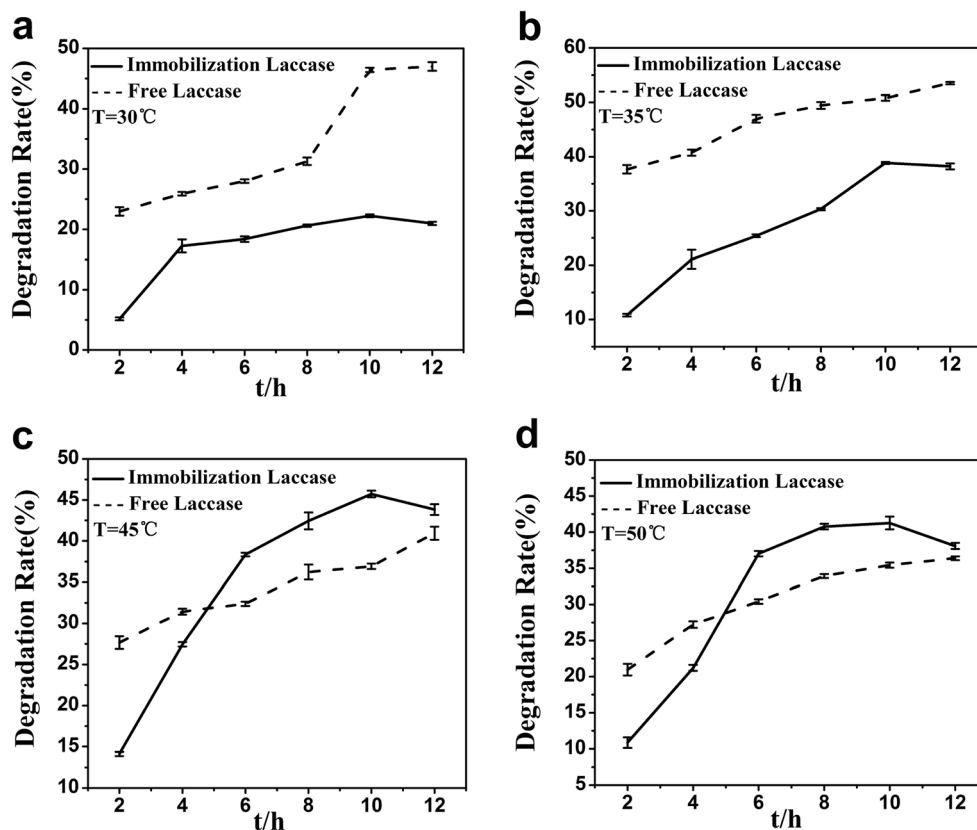 a
50
40
30
20
10
0
Degradation Rate(%)
Immobilization Laccase
Free Laccase
T=30℃
2 4 6 8 10 12
t/h
b
60
50
40
30
20
10
Degradation Rate(%)
Immobilization Laccase
Free Laccase
T=35℃
2 4 6 8 10 12
t/h
c
50
45
40
35
30
25
20
15
10
Degradation Rate(%)
Immobilization Laccase
Free Laccase
T=45℃
2 4 6 8 10 12
t/h
d
50
45
40
35
30
25
20
15
10
5
Degradation Rate(%)
Immobilization Laccase
Free Laccase
T=50℃
2 4 6 8 10 12
t/h